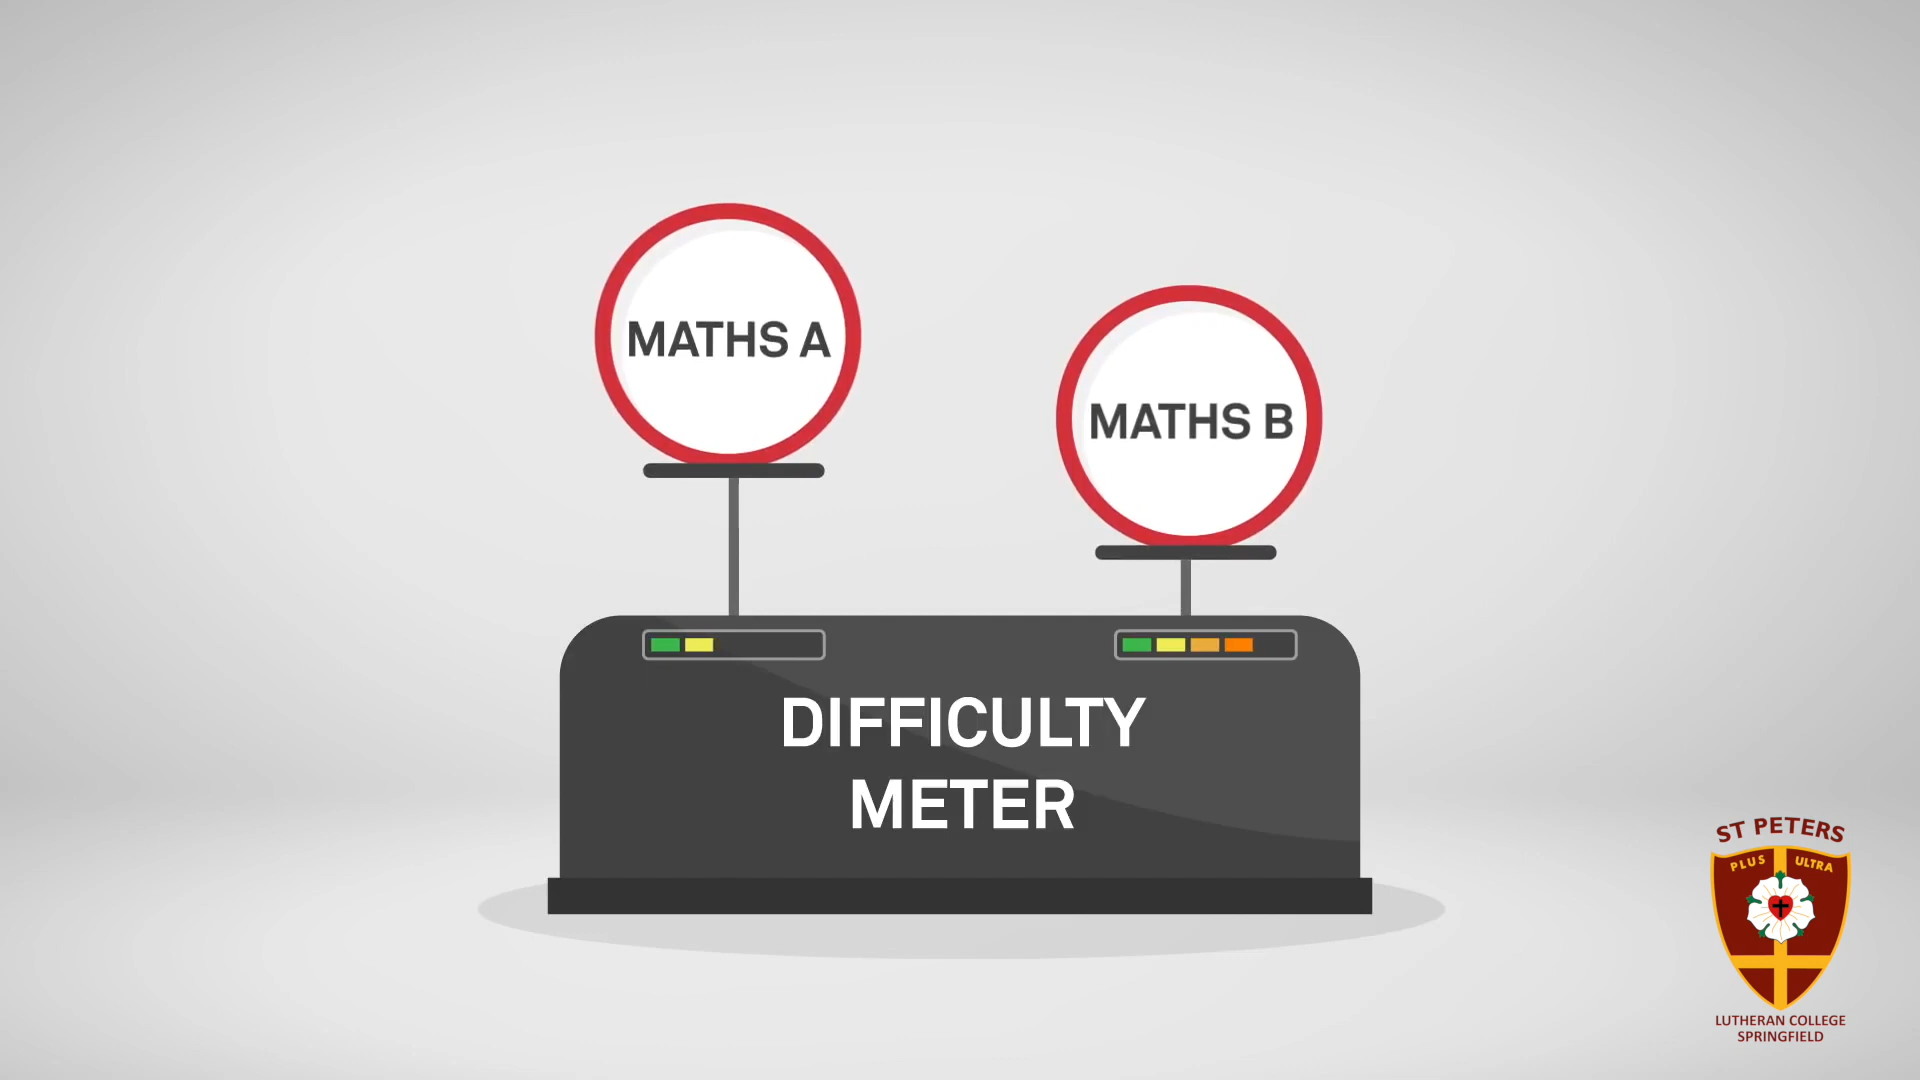 MATHS A
MATHS B
DIFFICULTY
METER
ST PETERS
PLUS ULTRA
LUTHERAN COLLEGE
SPRINGFIELD